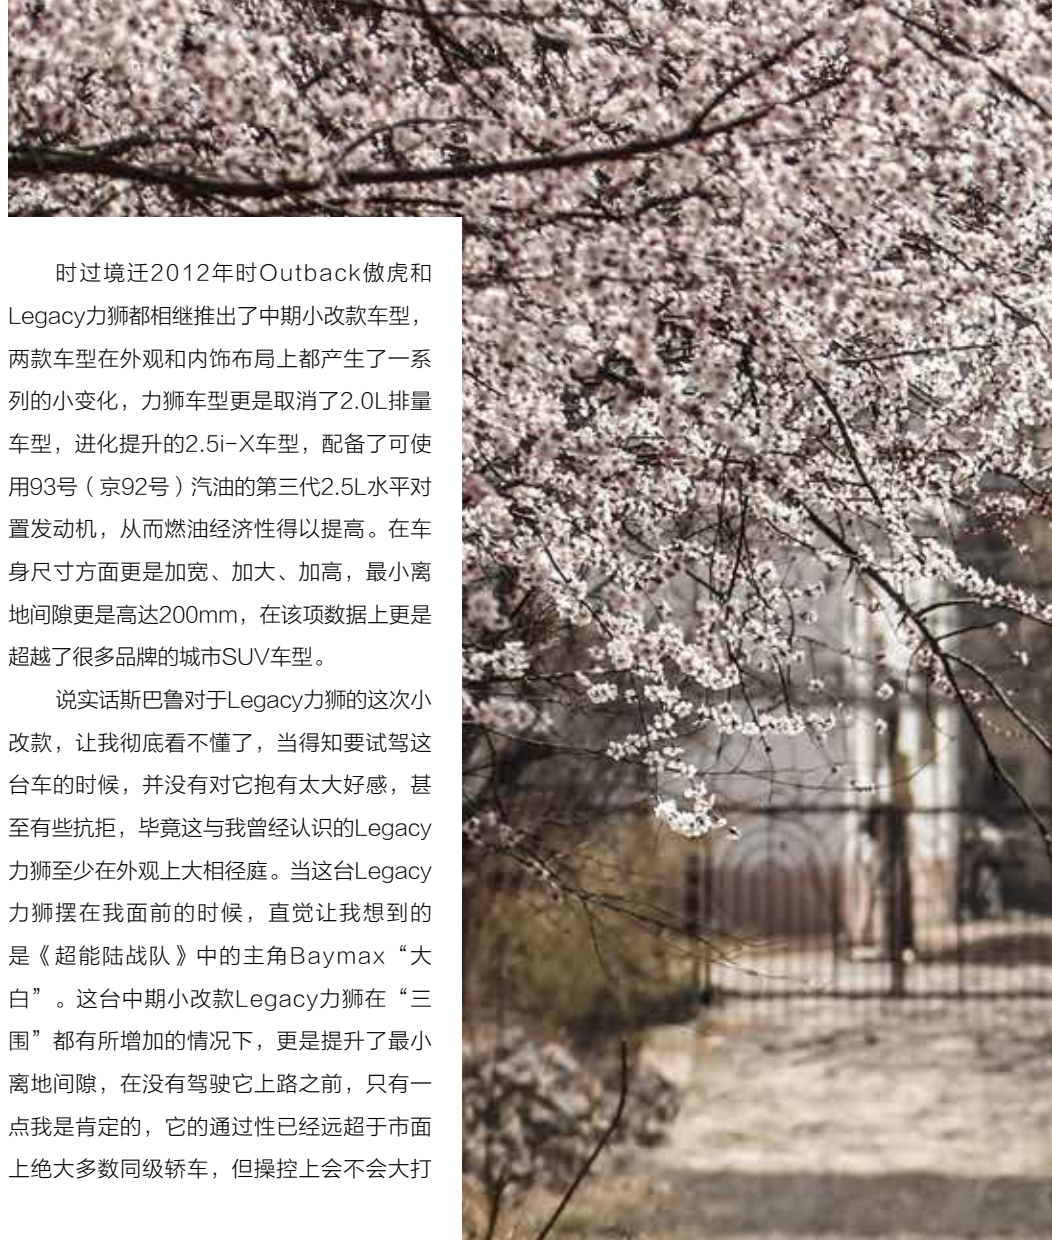 时过境迁2012年时Outback傲虎和
Legacy力狮都相继推出了中期小改款车型，
两款车型在外观和内饰布局上都产生了一系
列的小变化，力狮车型更是取消了2.0L排量
车型，进化提升的2.5i-X车型，配备了可使
用93号（京92号）汽油的第三代2.5L水平对
置发动机，从而燃油经济性得以提高。在车
身尺寸方面更是加宽、加大、加高，最小离
地间隙更是高达200mm，在该项数据上更是
超越了很多品牌的城市SUV车型。
说实话斯巴鲁对于Legacy力狮的这次小
改款，让我彻底看不懂了，当得知要试驾这
台车的时候，并没有对它抱有太大好感，甚
至有些抗拒，毕竟这与我曾经认识的Legacy
力狮至少在外观上大相径庭。当这台Legacy
力狮摆在我面前的时候，直觉让我想到的
是《超能陆战队》中的主角Baymax“大
白”。这台中期小改款Legacy力狮在“三
围”都有所增加的情况下，更是提升了最小
离地间隙，在没有驾驶它上路之前，只有一
点我是肯定的，它的通过性已经远超于市面
上绝大多数同级轿车，但操控上会不会大打